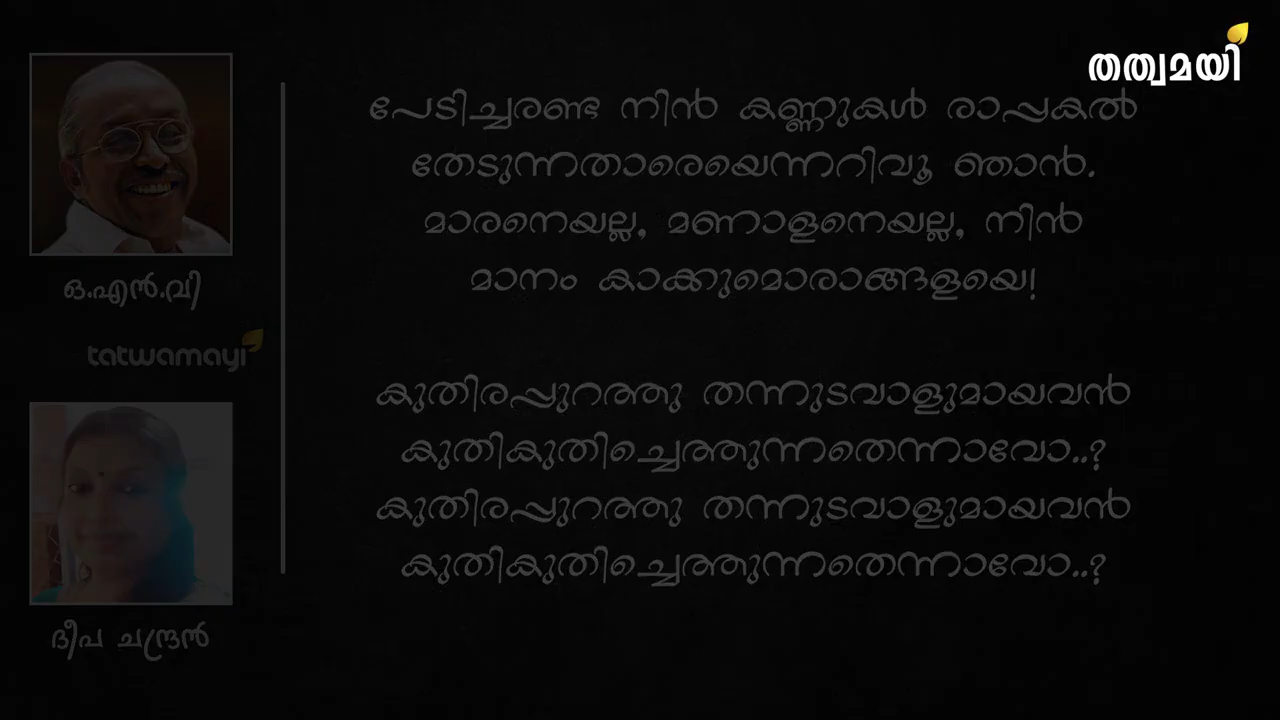 തത്വമയി
പേടിച്ചരണ്ട നിൻ കണ്ണുകൾ രാപ്പകൽ
തേടുന്നതാരെയെന്നറിവൂ ഞാൻ.
മാരനെയല്ല, മണാളനെയല്ല, നിൻ
മാനം കാക്കുമൊരാങ്ങളയെ!
കുതിരപ്പുറത്തു തന്നുടവാളുമായവൻ
കുതികുതിച്ചെത്തുന്നതെന്നാവോ..?
കുതിരപ്പുറത്തു തന്നുടവാളുമായവൻ
കുതികുതിച്ചെത്തുന്നതെന്നാവോ..?
ഒ.എൻ.വി
tatwamayi
ദീപ ചന്ദ്രൻ